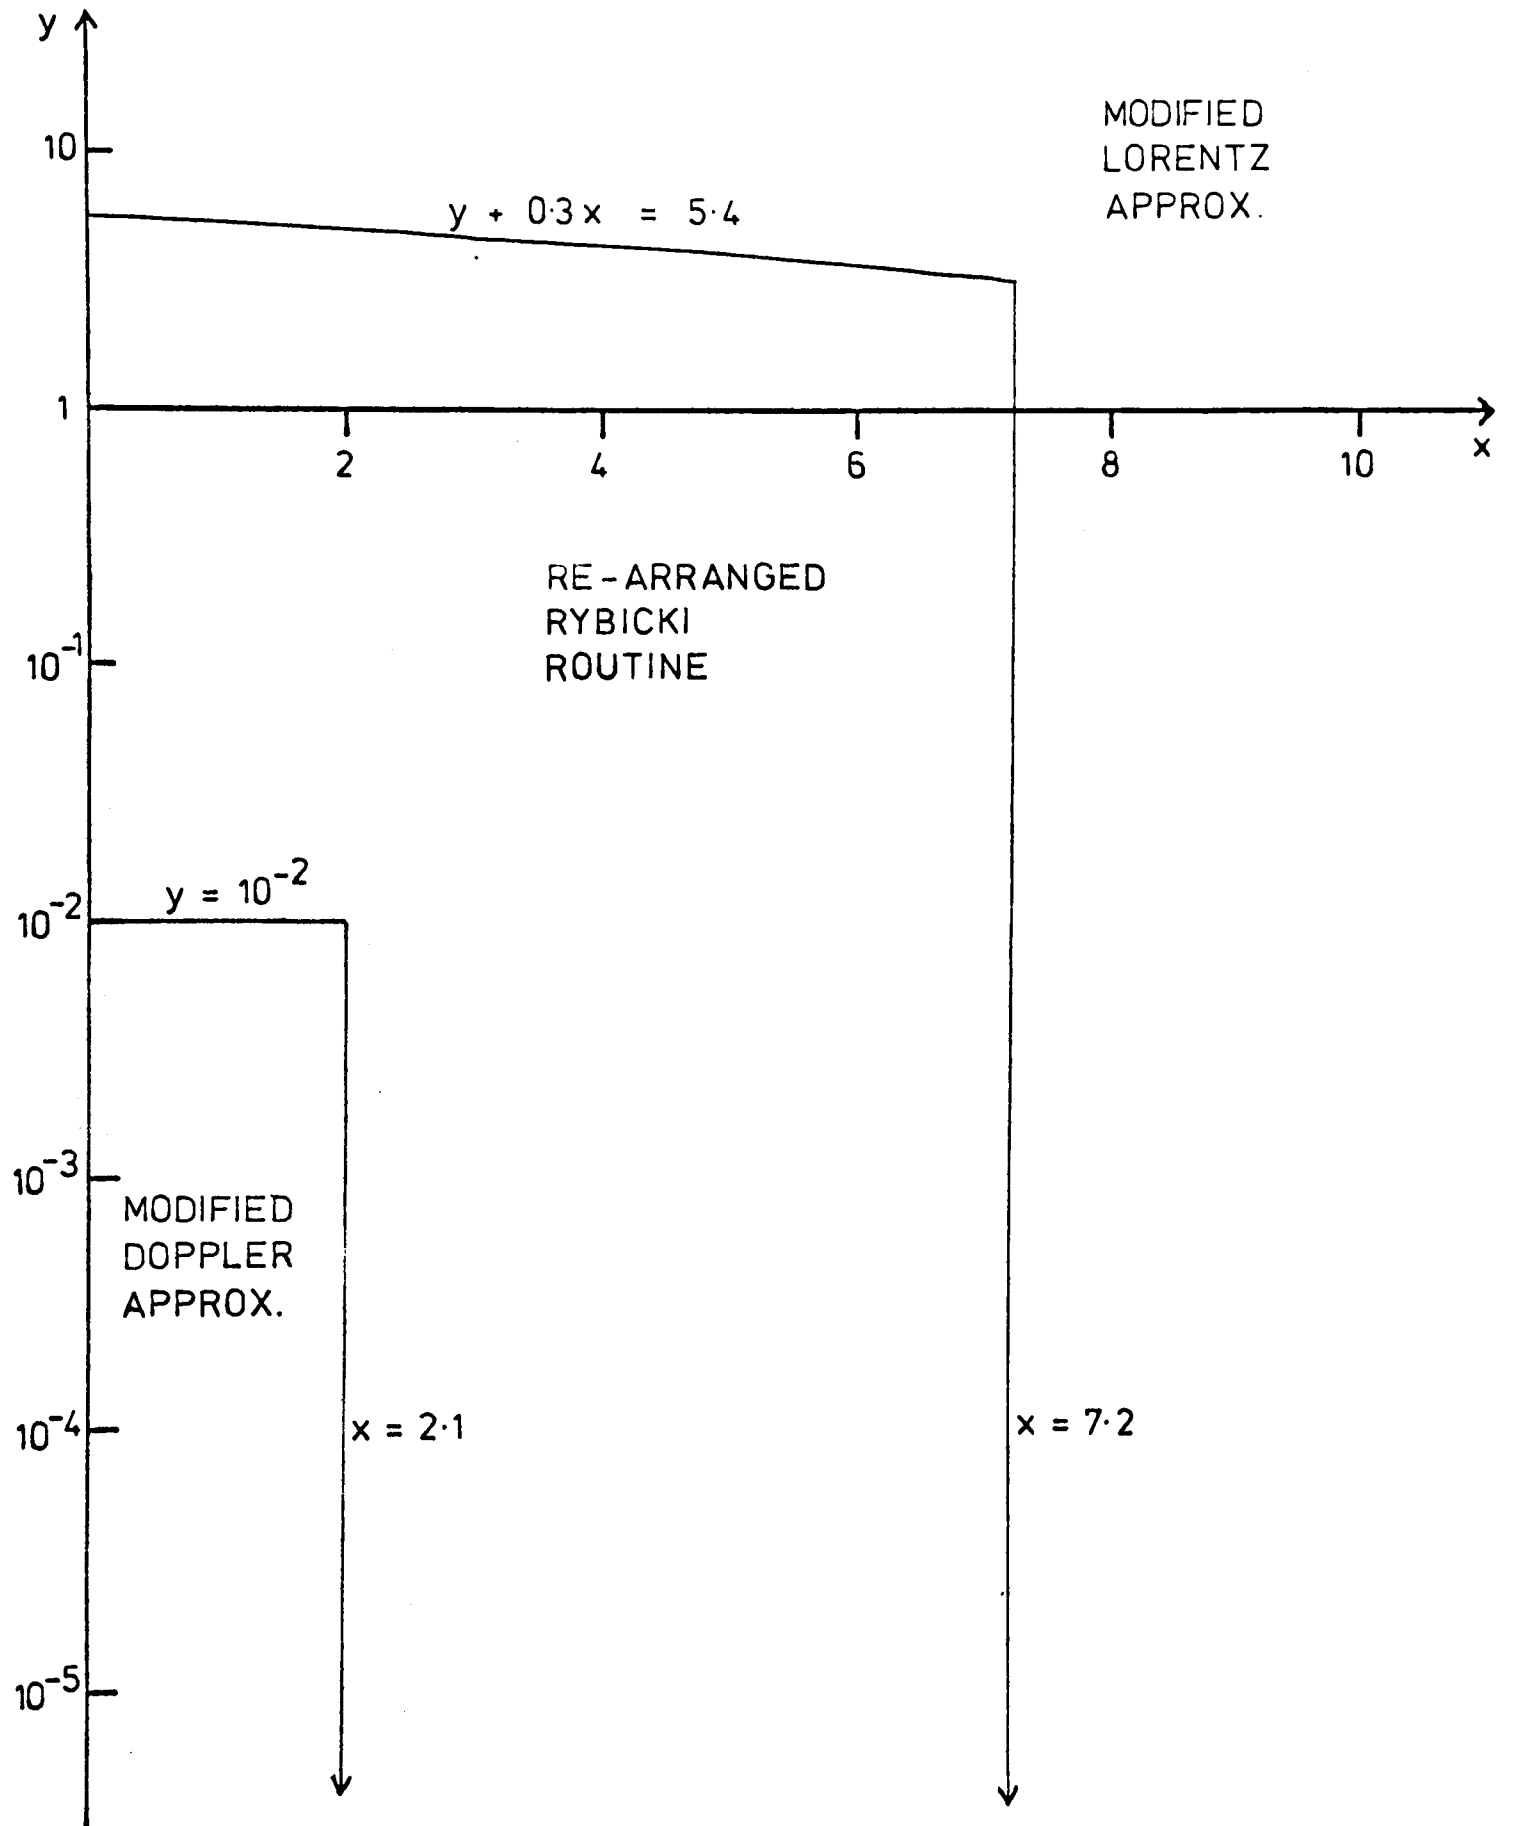 y
MODIFIED
LORENTZ
APPROX.
10
y + 0·3x = 5·4
1
2
4
6
8
10
x
RE-ARRANGED
RYBICKI
ROUTINE
10⁻¹
y = 10⁻²
10⁻²
10⁻³
MODIFIED
DOPPLER
APPROX.
10⁻⁴
x = 2·1
x = 7·2
10⁻⁵